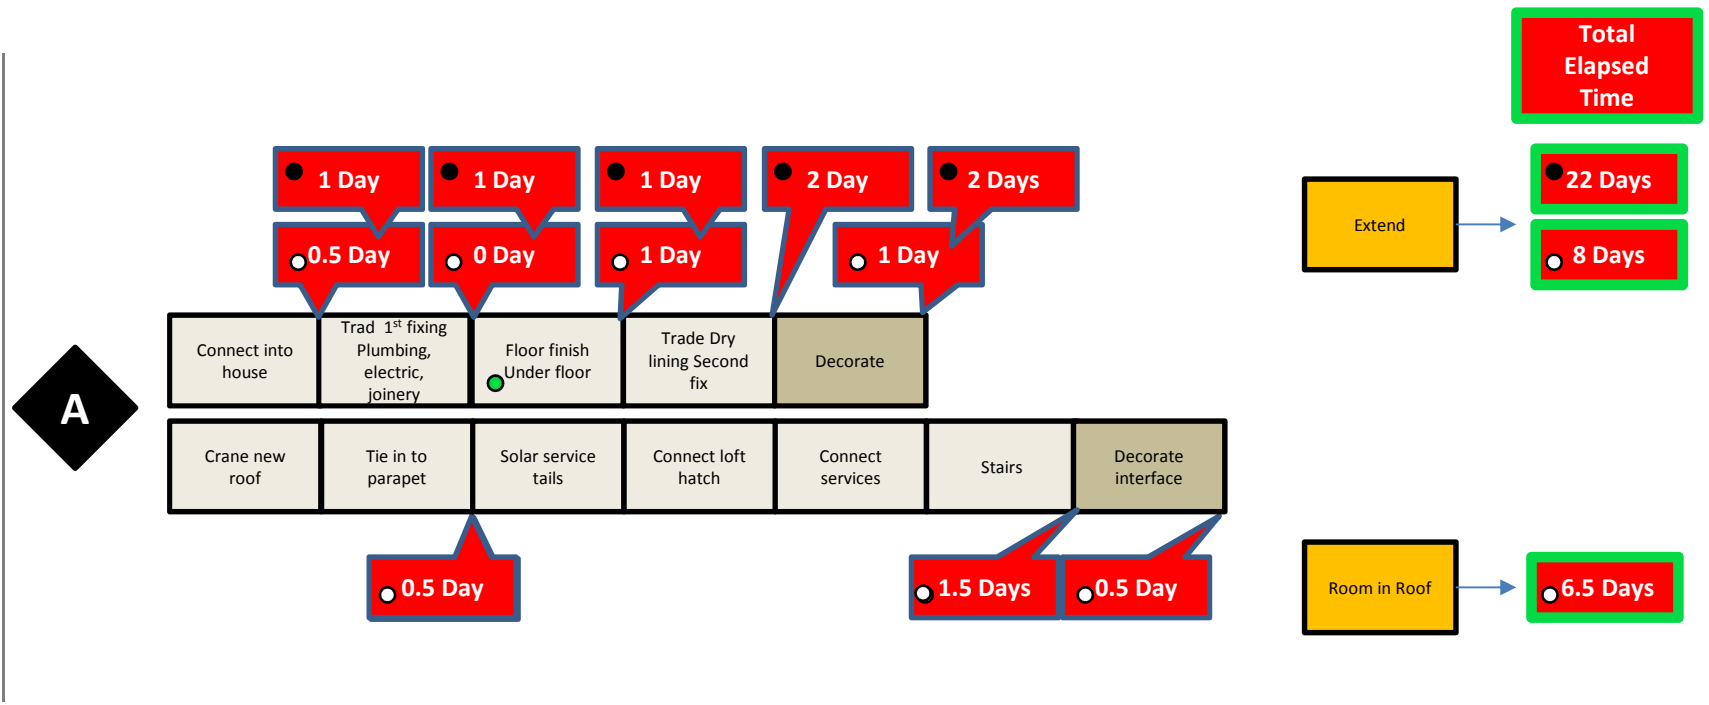 Total
Elapsed
Time
1 Day
1 Day
1 Day
2 Day
2 Days
22 Days
0.5 Day
0 Day
1 Day
1 Day
Extend
8 Days
Connect into
house
Trad 1st fixing
Plumbing,
electric,
joinery
Floor finish
Under floor
Trade Dry
lining Second
fix
Decorate
A
Crane new
roof
Tie in to
parapet
Solar service
tails
Connect loft
hatch
Connect
services
Stairs
Decorate
interface
0.5 Day
1.5 Days
0.5 Day
Room in Roof
6.5 Days